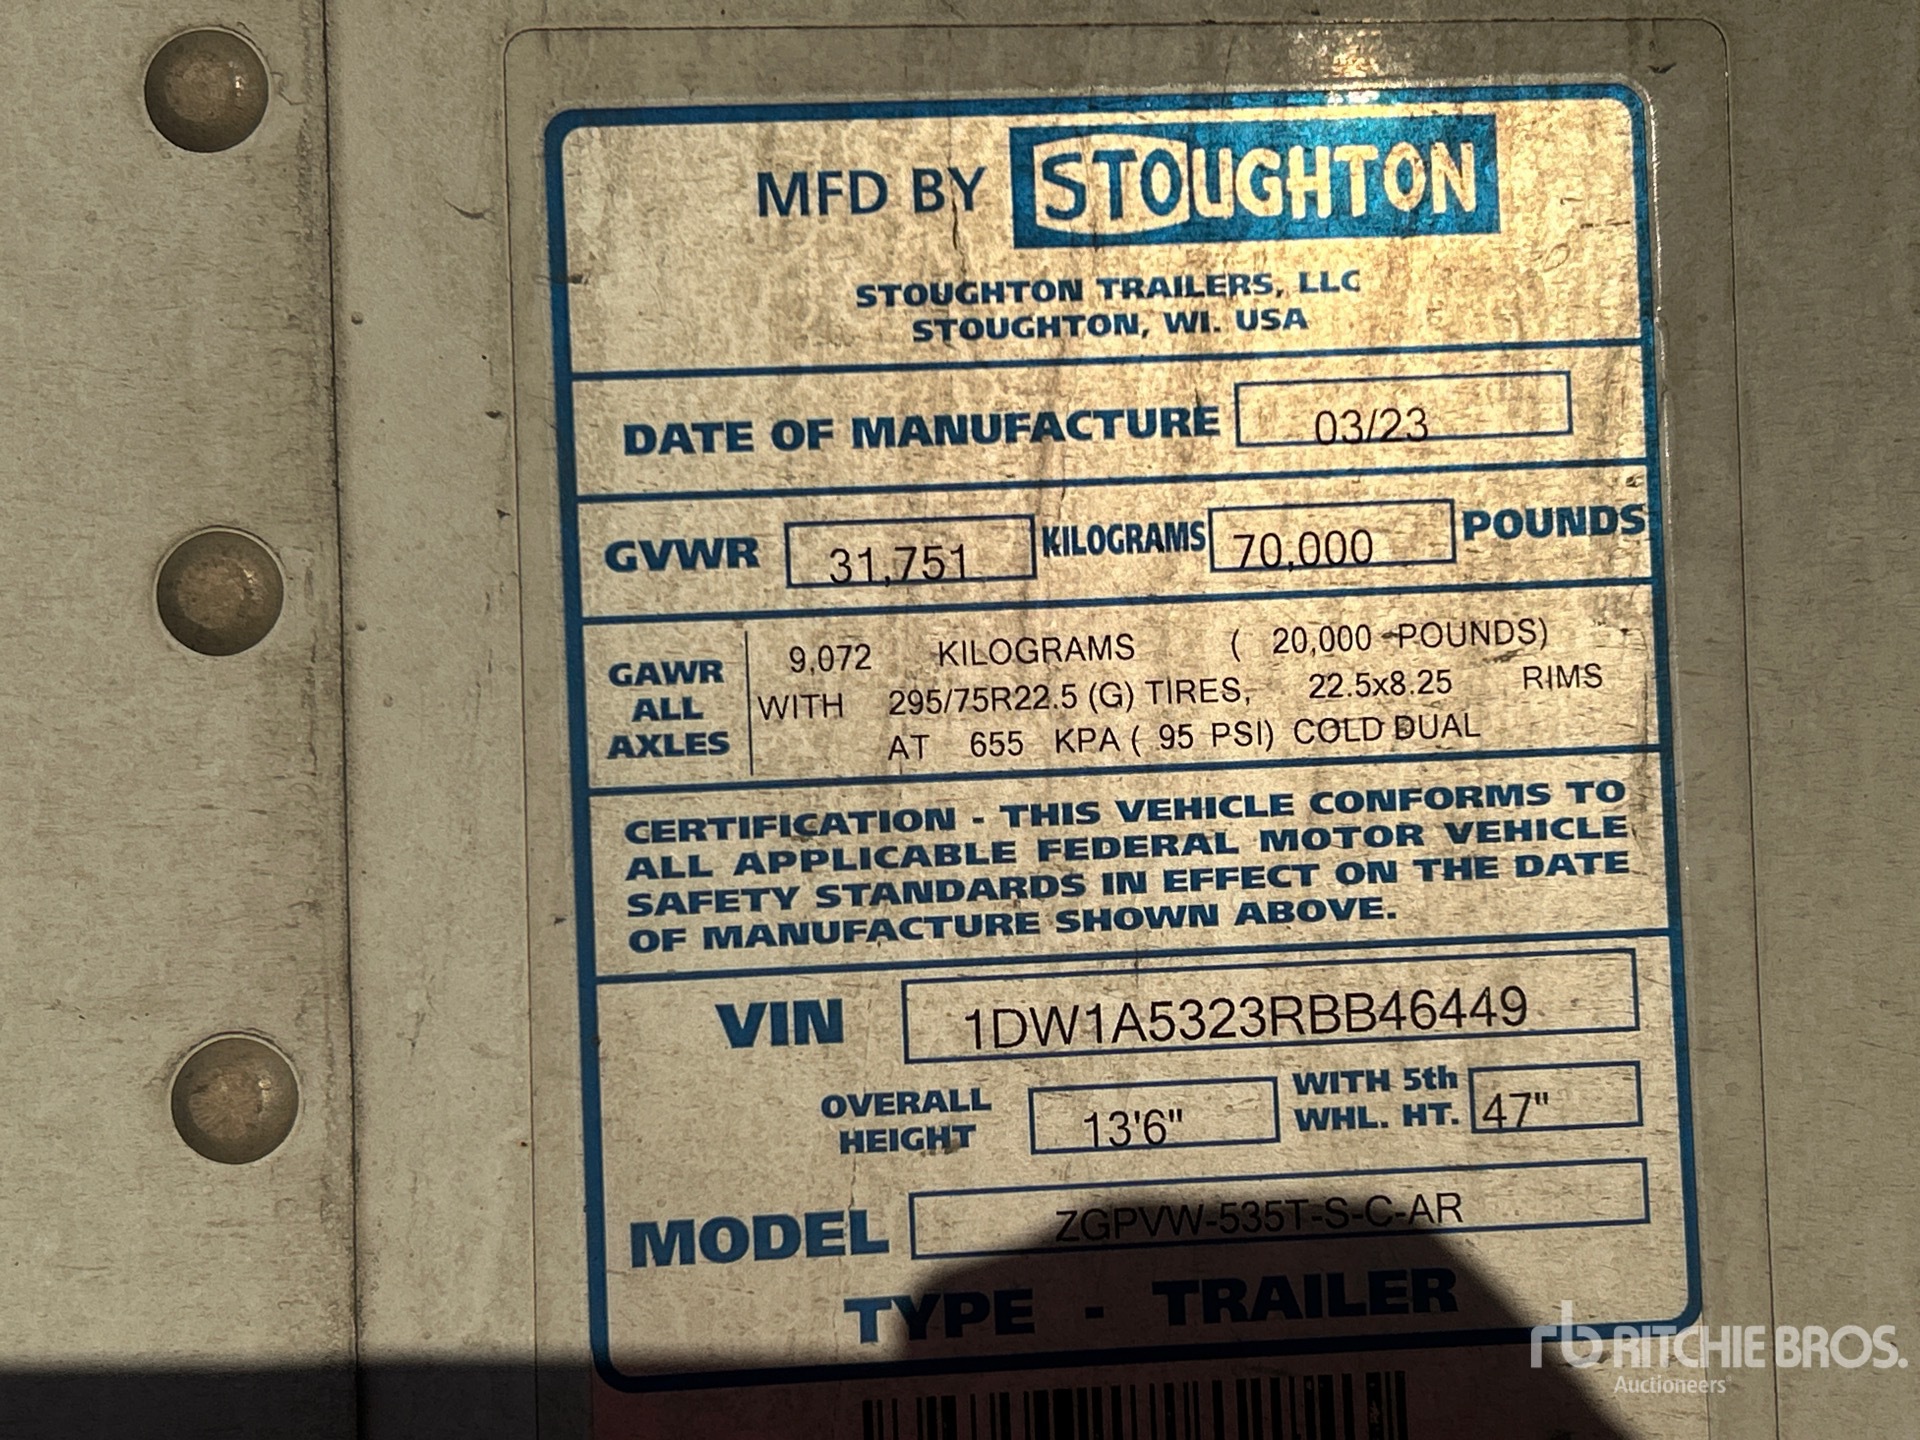 MFD BY STOUGHTON
STOUGHTON TRAILERS, LLC
STOUGHTON, WI. USA
DATE OF MANUFACTURE 03/23
GVWR 31,751 KILOGRAMS 70,000 POUNDS
GAWR ALL AXLES
9,072 KILOGRAMS ( 20,000 POUNDS)
WITH 295/75R22.5 (G) TIRES, 22.5x8.25 RIMS
AT 655 KPA ( 95 PSI) COLD DUAL
CERTIFICATION - THIS VEHICLE CONFORMS TO
ALL APPLICABLE FEDERAL MOTOR VEHICLE
SAFETY STANDARDS IN EFFECT ON THE DATE
OF MANUFACTURE SHOWN ABOVE.
VIN 1DW1A5323RBB46449
OVERALL HEIGHT 13'6" WITH 5th WHL. HT. 47"
MODEL ZGPVW-535T-S-C-AR
TYPE - TRAILER
rb RITCHIE BROS.
Auctioneers